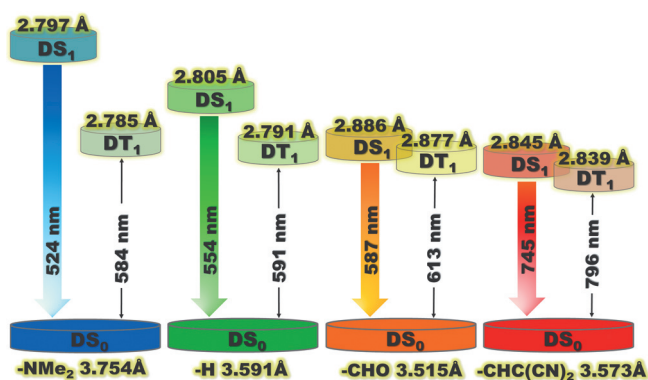 2.797 Å
DS₁
2.785 Å
DT₁
524 nm
584 nm
DS₀
-NMe₂ 3.754Å
2.805 Å
DS₁
2.791 Å
DT₁
554 nm
591 nm
DS₀
-H 3.591Å
2.886 Å
DS₁
2.877 Å
DT₁
587 nm
613 nm
DS₀
-CHO 3.515Å
2.845 Å
DS₁
2.839 Å
DT₁
745 nm
796 nm
DS₀
-CHC(CN)₂ 3.573Å